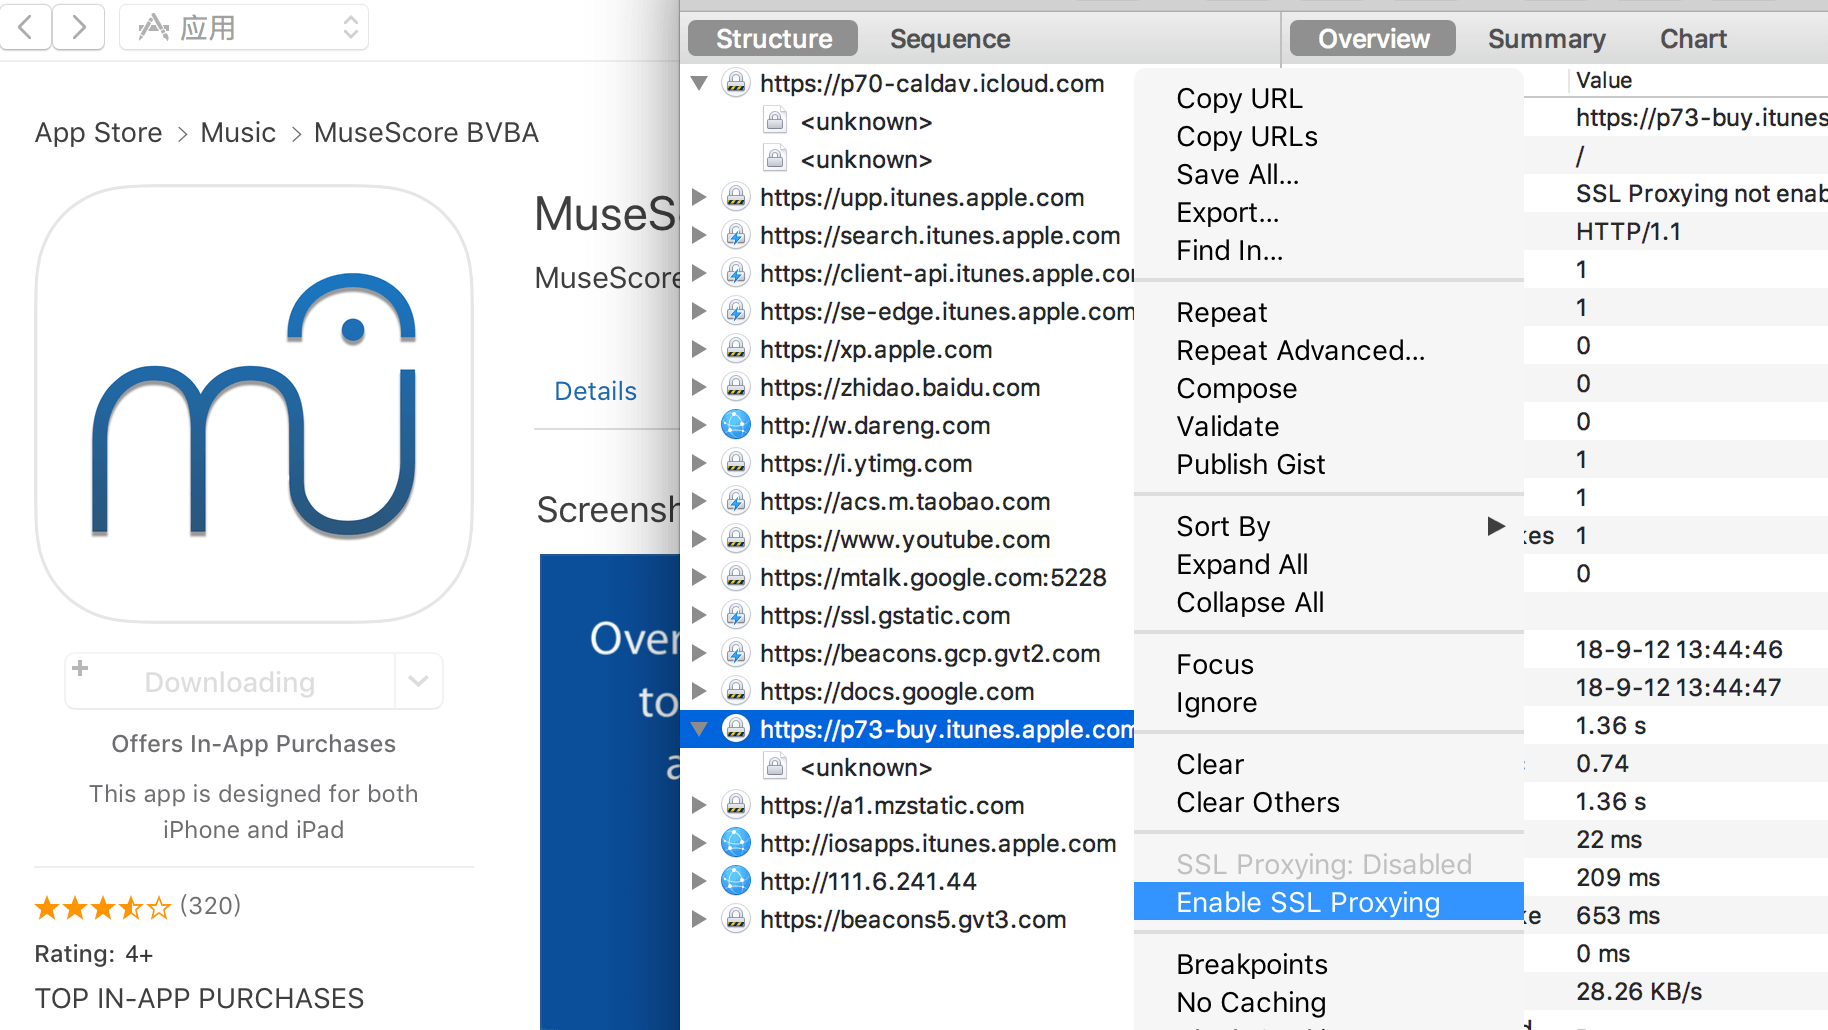 应用
App Store > Music > MuseScore BVBA
MuseS
MuseScore
Details
Screensh
Over
to
a
Downloading
Offers In-App Purchases
This app is designed for both
iPhone and iPad
(320)
Rating: 4+
TOP IN-APP PURCHASES
Structure
Sequence
https://p70-caldav.icloud.com
<unknown>
<unknown>
https://upp.itunes.apple.com
https://search.itunes.apple.com
https://client-api.itunes.apple.com
https://se-edge.itunes.apple.com
https://xp.apple.com
https://zhidao.baidu.com
http://w.dareng.com
https://i.ytimg.com
https://acs.m.taobao.com
https://www.youtube.com
https://mtalk.google.com:5228
https://ssl.gstatic.com
https://beacons.gcp.gvt2.com
https://docs.google.com
https://p73-buy.itunes.apple.com
<unknown>
https://a1.mzstatic.com
http://iosapps.itunes.apple.com
http://111.6.241.44
https://beacons5.gvt3.com
Copy URL
Copy URLs
Save All...
Export...
Find In...
Repeat
Repeat Advanced...
Compose
Validate
Publish Gist
Sort By
Expand All
Collapse All
Focus
Ignore
Clear
Clear Others
SSL Proxying: Disabled
Enable SSL Proxying
Breakpoints
No Caching
Overview
Summary
Chart
Value
https://p73-buy.itunes
/
SSL Proxying not enab
HTTP/1.1
1
1
0
0
0
1
1
kes 1
0
18-9-12 13:44:46
18-9-12 13:44:47
1.36 s
0.74
1.36 s
22 ms
209 ms
ke 653 ms
0 ms
28.26 KB/s